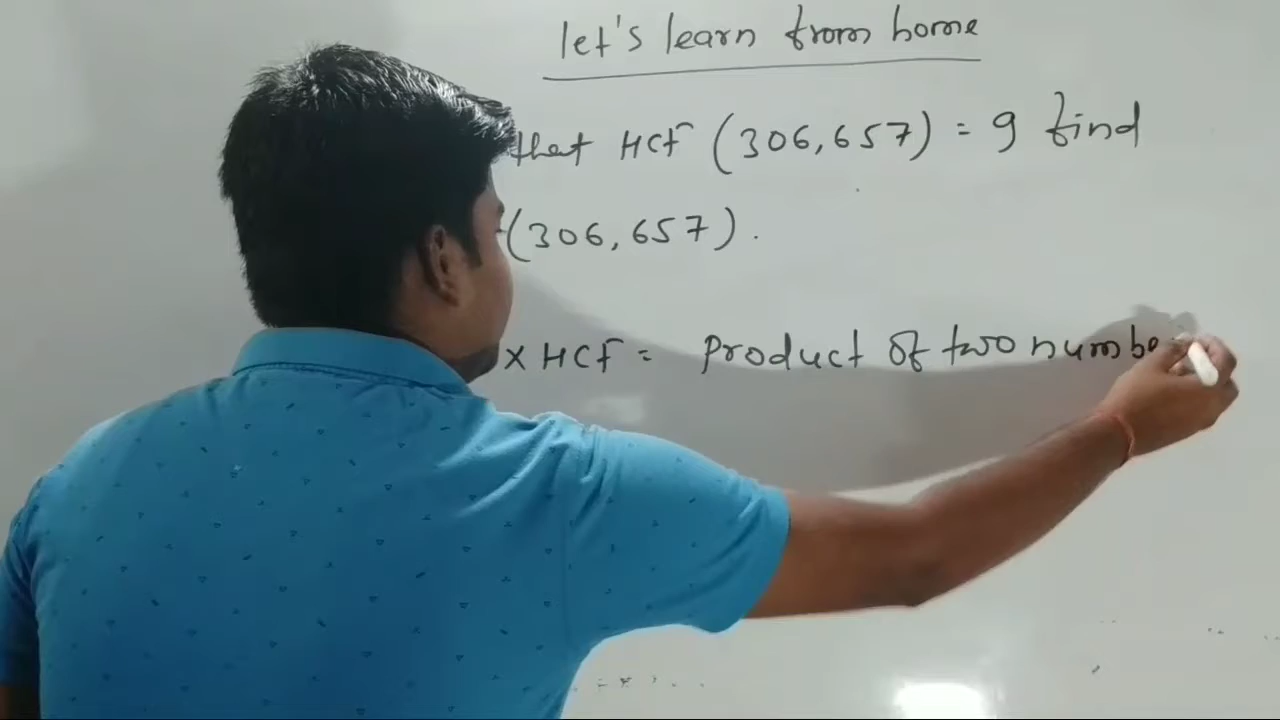 let's learn from home
that HCF (306,657) = 9 find
(306,657).
× HCF = Product of two numbe